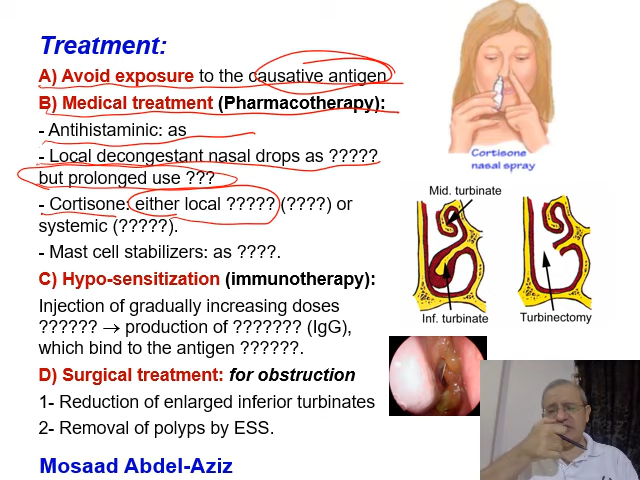 Treatment:
A) Avoid exposure to the causative antigen
B) Medical treatment (Pharmacotherapy):
- Antihistaminic: as
- Local decongestant nasal drops as ?????
but prolonged use ???
- Cortisone: either local ????? (????) or
systemic (?????).
- Mast cell stabilizers: as ????.
C) Hypo-sensitization (immunotherapy):
Injection of gradually increasing doses
?????? → production of ??????? (IgG),
which bind to the antigen ??????.
D) Surgical treatment: for obstruction
1- Reduction of enlarged inferior turbinates
2- Removal of polyps by ESS.
Mosaad Abdel-Aziz
Cortisone
nasal spray
Mid. turbinate
Inf. turbinate
Turbinectomy